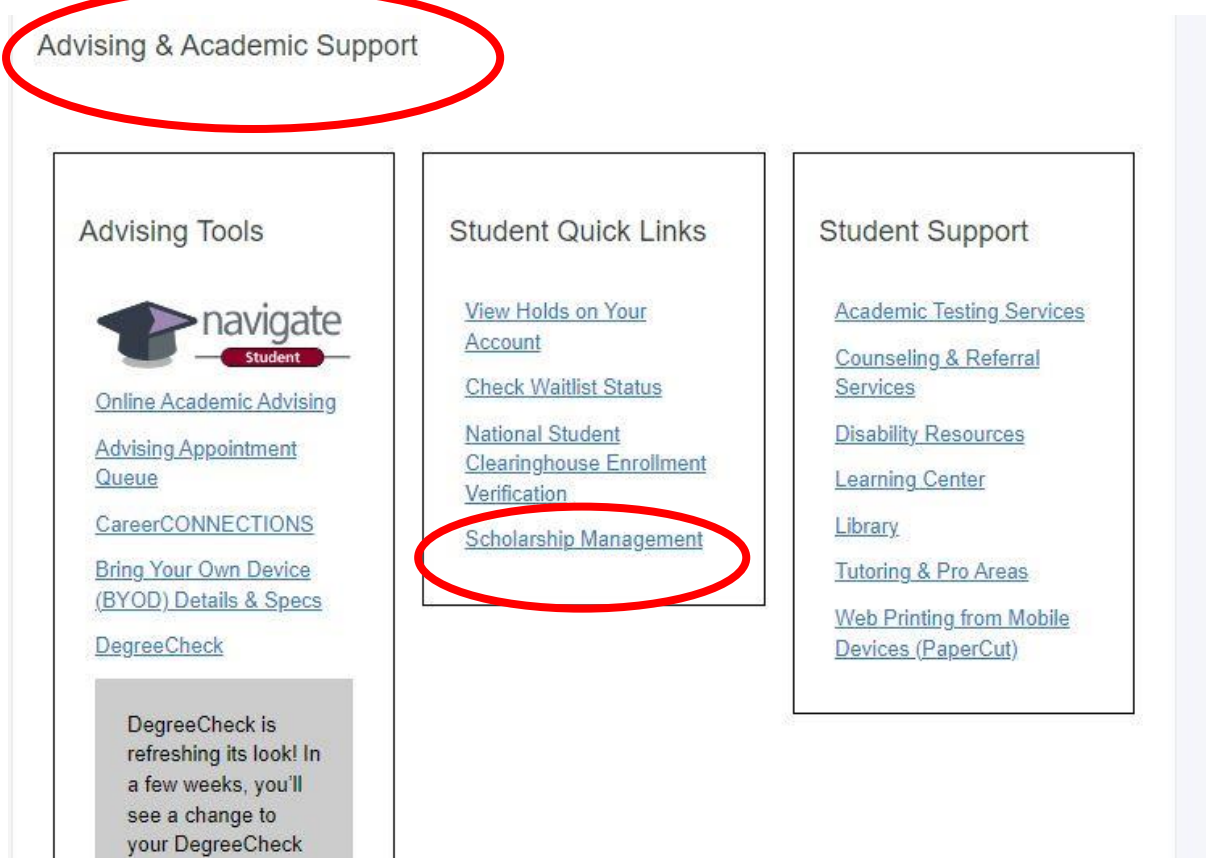 Advising & Academic Support
Advising Tools
navigate
Student
Online Academic Advising
Advising Appointment
Queue
CareerCONNECTIONS
Bring Your Own Device
(BYOD) Details & Specs
DegreeCheck
DegreeCheck is
refreshing its look! In
a few weeks, you'll
see a change to
your DegreeCheck
Student Quick Links
View Holds on Your
Account
Check Waitlist Status
National Student
Clearinghouse Enrollment
Verification
Scholarship Management
Student Support
Academic Testing Services
Counseling & Referral
Services
Disability Resources
Learning Center
Library
Tutoring & Pro Areas
Web Printing from Mobile
Devices (PaperCut)